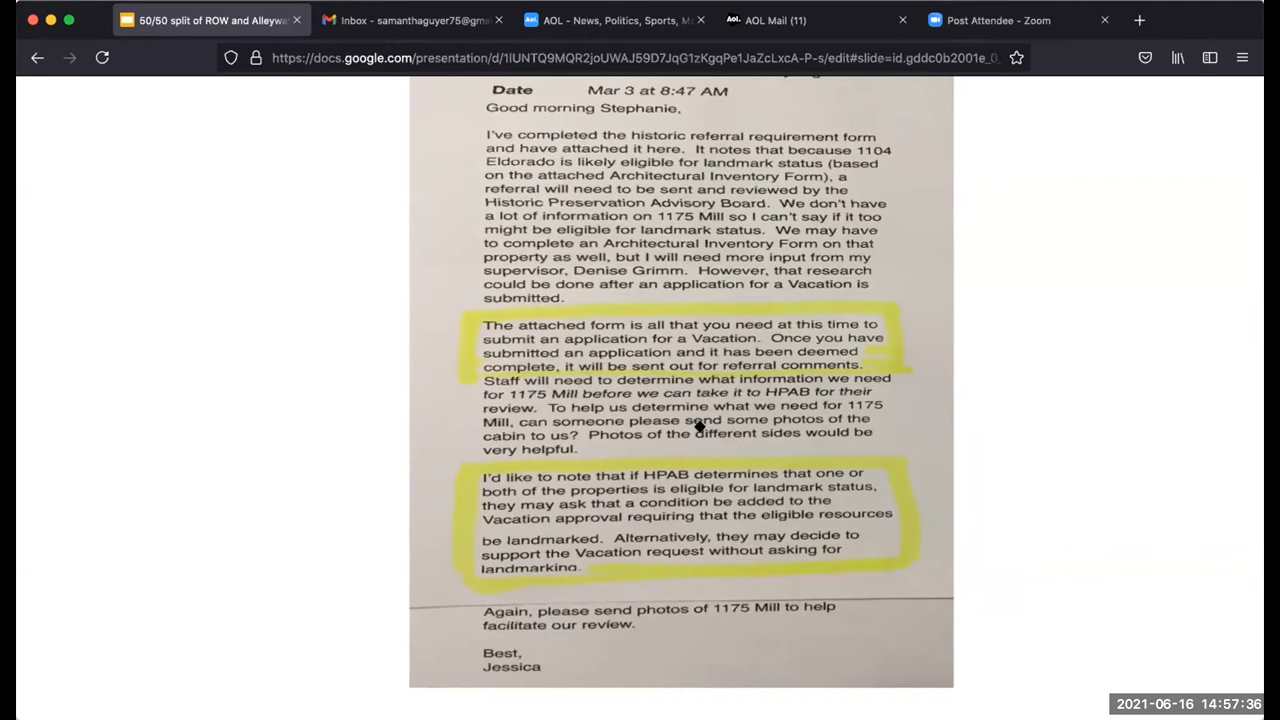 50/50 split of ROW and Alleywa
Inbox - samanthaguyer75@gma
AOL - News, Politics, Sports, Mo
Aol.
AOL Mail (11)
Post Attendee - Zoom
https://docs.google.com/presentation/d/1IUNTQ9MQR2joUWAJ59D7JqG1zKgqPe1JaZcLxcA-P-s/edit#slide=id.gddc0b2001e_0_
Date Mar 3 at 8:47 AM
Good morning Stephanie,
I've completed the historic referral requirement form
and have attached it here. It notes that because 1104
Eldorado is likely eligible for landmark status (based
on the attached Architectural Inventory Form), a
referral will need to be sent and reviewed by the
Historic Preservation Advisory Board. We don't have
a lot of information on 1175 Mill so I can't say if it too
might be eligible for landmark status. We may have
to complete an Architectural Inventory Form on that
property as well, but I will need more input from my
supervisor, Denise Grimm. However, that research
could be done after an application for a Vacation is
submitted.
The attached form is all that you need at this time to
submit an application for a Vacation. Once you have
submitted an application and it has been deemed
complete, it will be sent out for referral comments.
Staff will need to determine what information we need
for 1175 Mill before we can take it to HPAB for their
review. To help us determine what we need for 1175
Mill, can someone please send some photos of the
cabin to us? Photos of the different sides would be
very helpful.
I'd like to note that if HPAB determines that one or
both of the properties is eligible for landmark status,
they may ask that a condition be added to the
Vacation approval requiring that the eligible resources
be landmarked. Alternatively, they may decide to
support the Vacation request without asking for
landmarking.
Again, please send photos of 1175 Mill to help
facilitate our review.
Best,
Jessica
2021-06-16 14:57:36